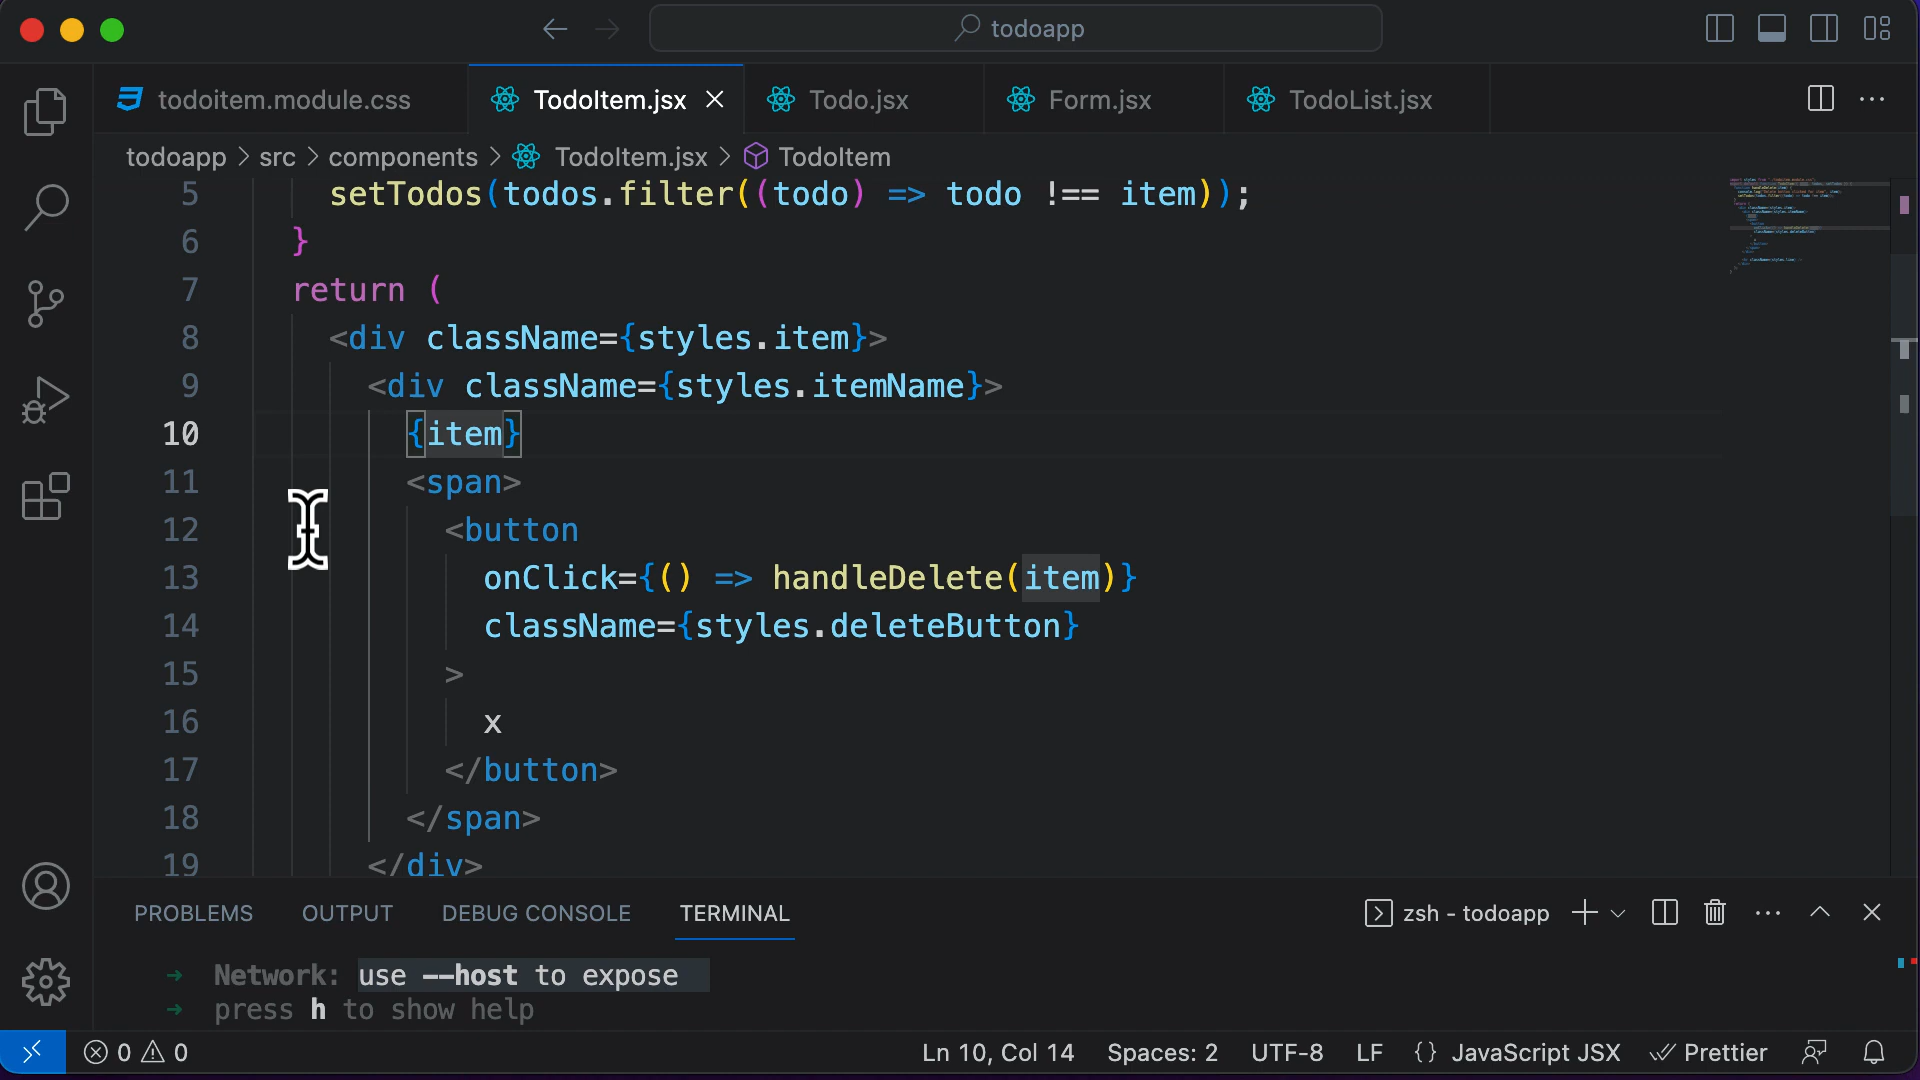 todoapp
todoitem.module.css
TodoItem.jsx
Todo.jsx
Form.jsx
TodoList.jsx
todoapp > src > components > TodoItem.jsx > TodoItem
5 setTodos(todos.filter((todo) => todo !== item));
6 }
7 return (
8 <div className={styles.item}>
9 <div className={styles.itemName}>
10 {item}
11 <span>
12 <button
13 onClick={() => handleDelete(item)}
14 className={styles.deleteButton}
15 >
16 x
17 </button>
18 </span>
19 </div>
PROBLEMS OUTPUT DEBUG CONSOLE TERMINAL
zsh - todoapp
➜ Network: use --host to expose
➜ press h to show help
0 0
Ln 10, Col 14 Spaces: 2 UTF-8 LF {} JavaScript JSX Prettier